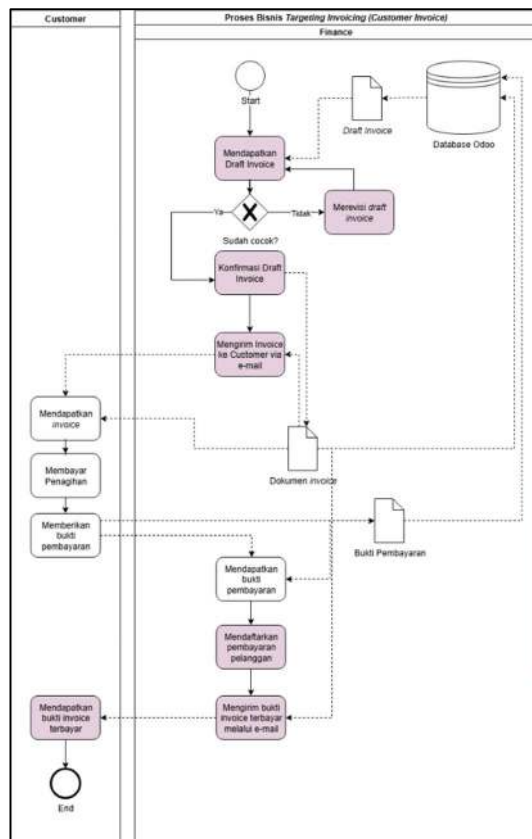 Customer
Proses Bisnis Targeting Invoicing (Customer Invoice)
Finance
Start
Draft Invoice
Database Odoo
Mendapatkan
Draft Invoice
Merevisi draft
invoice
Ya
Tidak
Sudah cocok?
Konfirmasi Draft
Invoice
Mengirim Invoice
ke Customer via
e-mail
Mendapatkan
invoice
Dokumen invoice
Membayar
Penagihan
Memberikan
bukti
pembayaran
Bukti Pembayaran
Mendapatkan
bukti
pembayaran
Mendaftarkan
pembayaran
pelanggan
Mendapatkan
bukti invoice
terbayar
Mengirim bukti
invoice terbayar
melalui e-mail
End